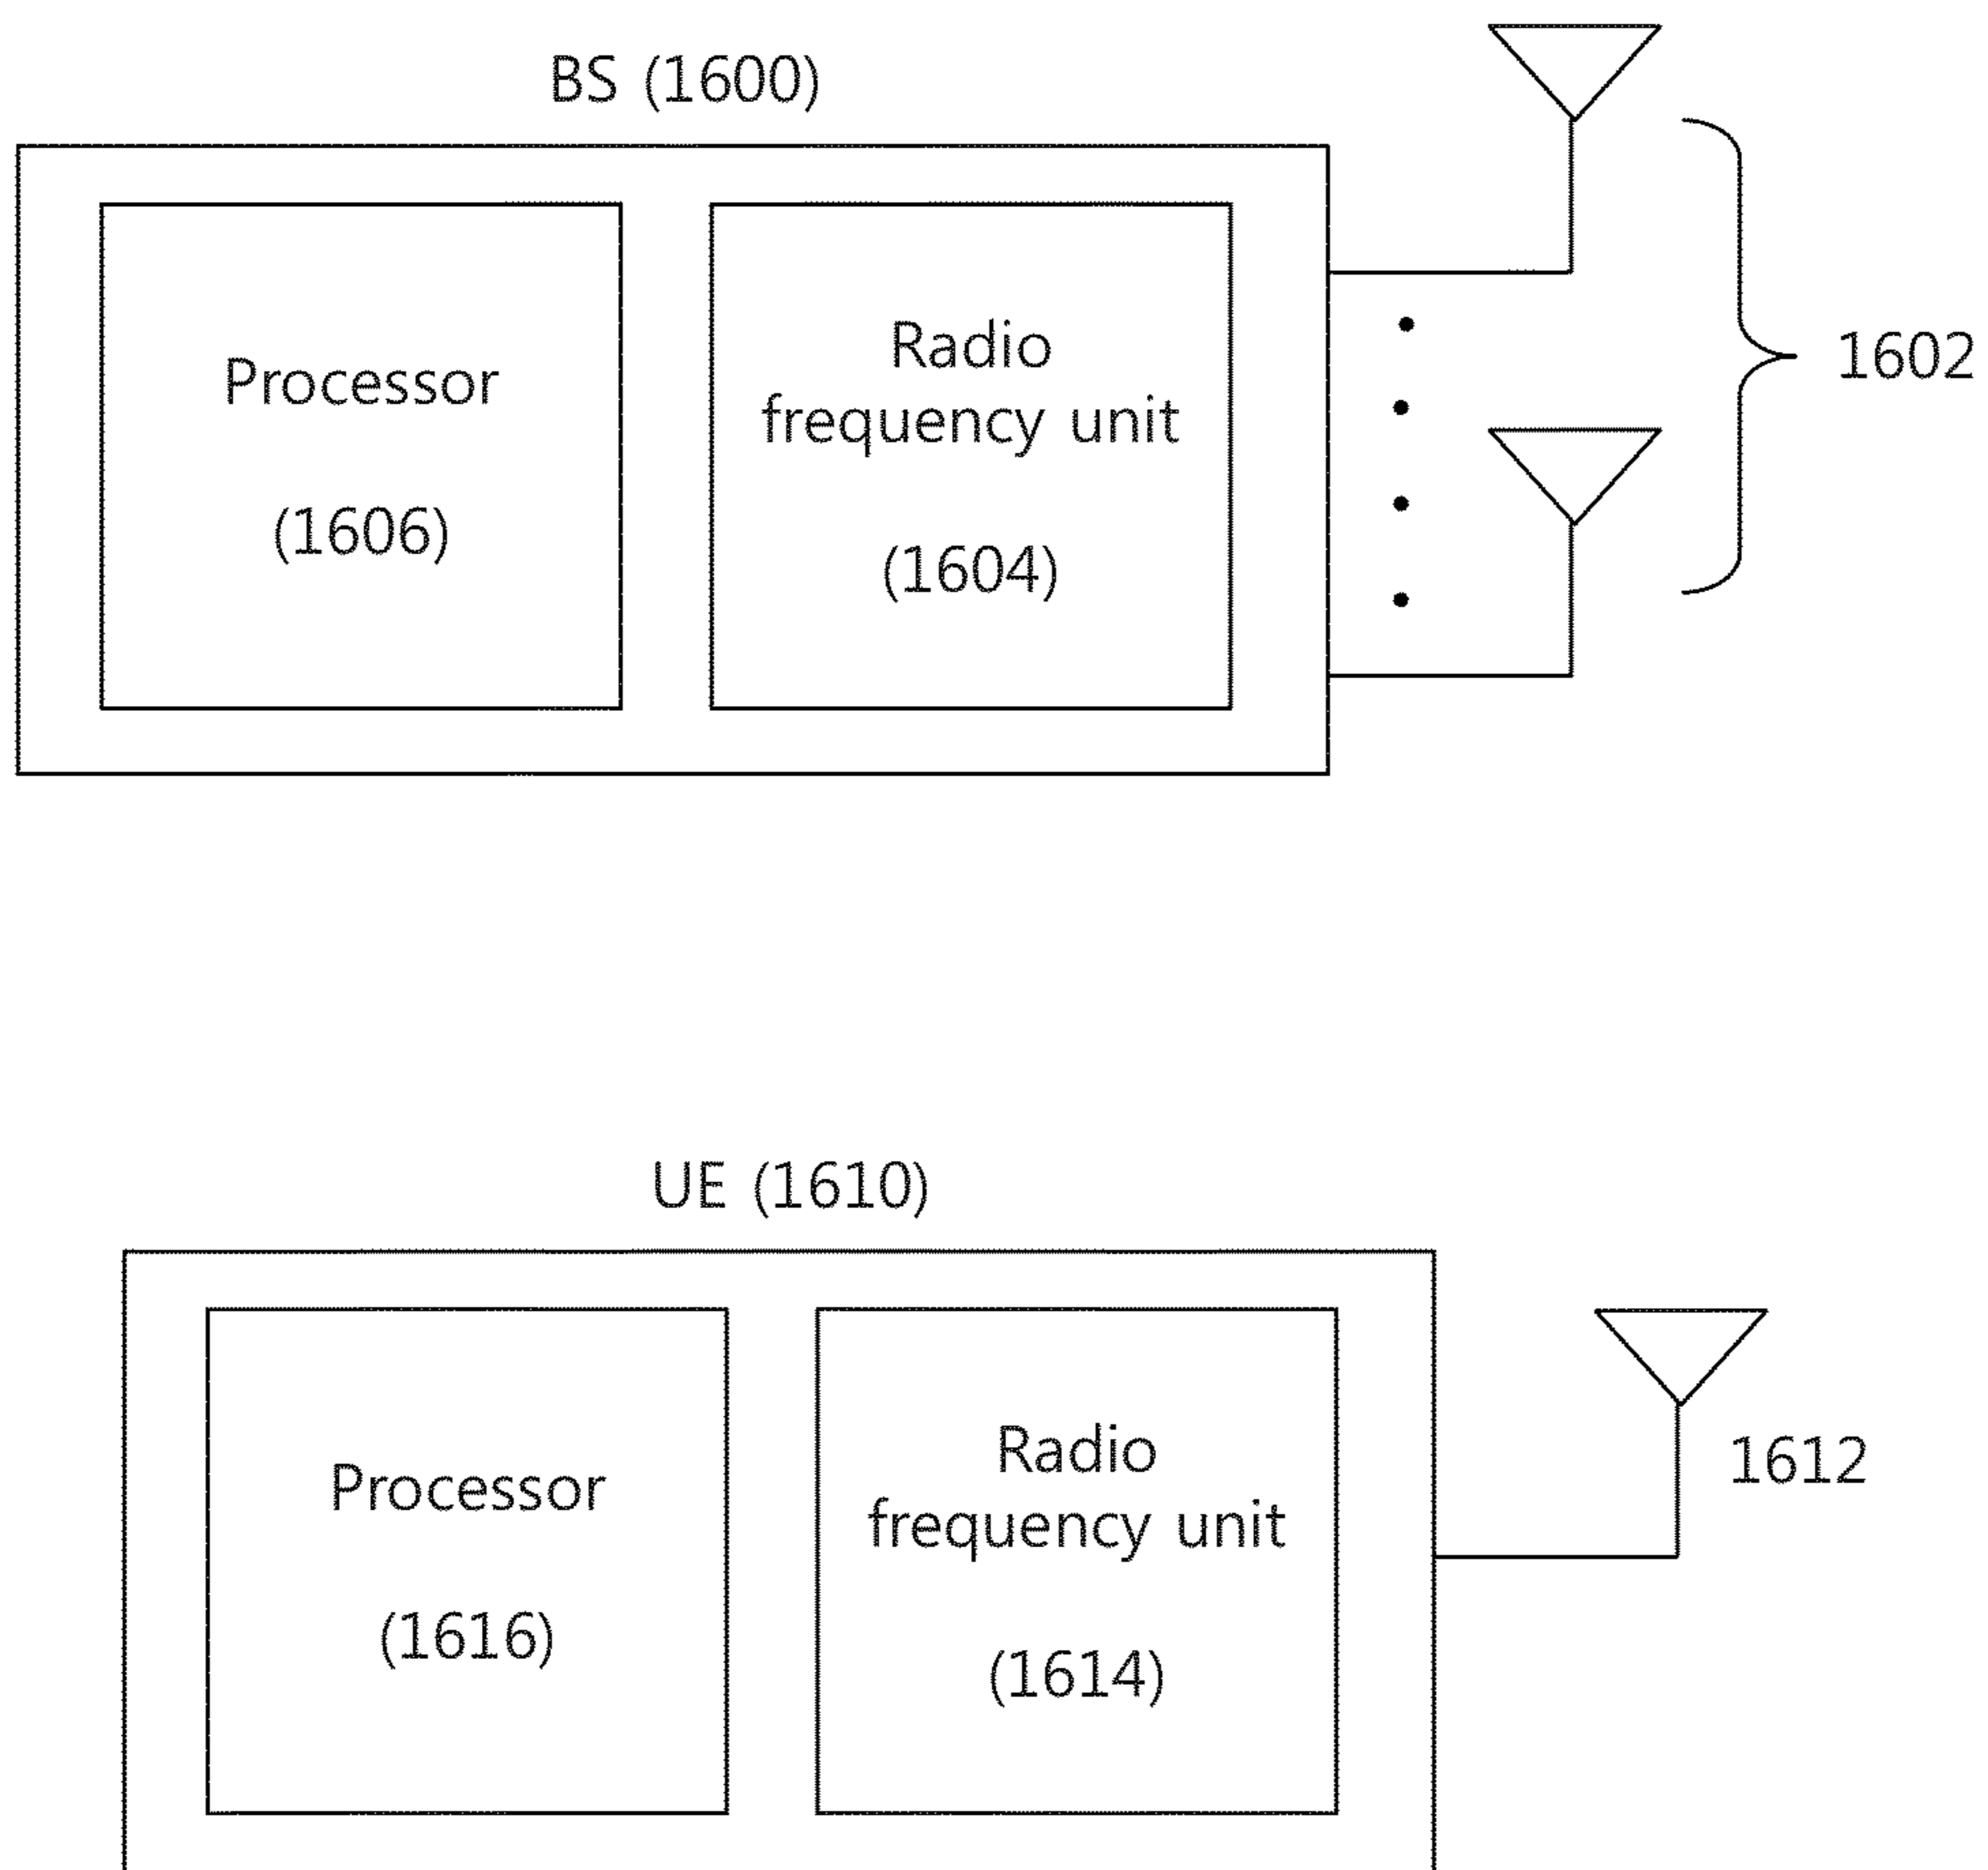 BS (1600)
Processor
(1606)
Radio
frequency unit
(1604)
1602
UE (1610)
Processor
(1616)
Radio
frequency unit
(1614)
1612